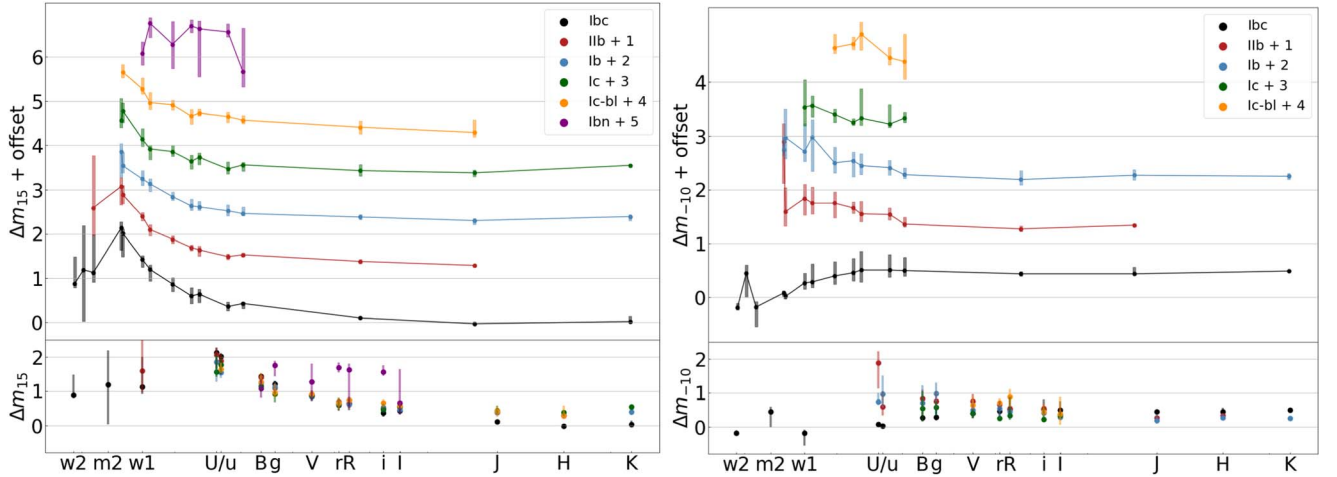 Δm₁₅ + offset
6
5
4
3
2
1
0
Ibc
IIb + 1
Ib + 2
Ic + 3
Ic-bl + 4
Ibn + 5
Δm₁₅
2
1
0
w2 m2 w1 U/u B g V r R i I J H K
Δm₋₁₀ + offset
4
3
2
1
0
Ibc
IIb + 1
Ib + 2
Ic + 3
Ic-bl + 4
Δm₋₁₀
2
1
0
w2 m2 w1 U/u B g V r R i I J H K